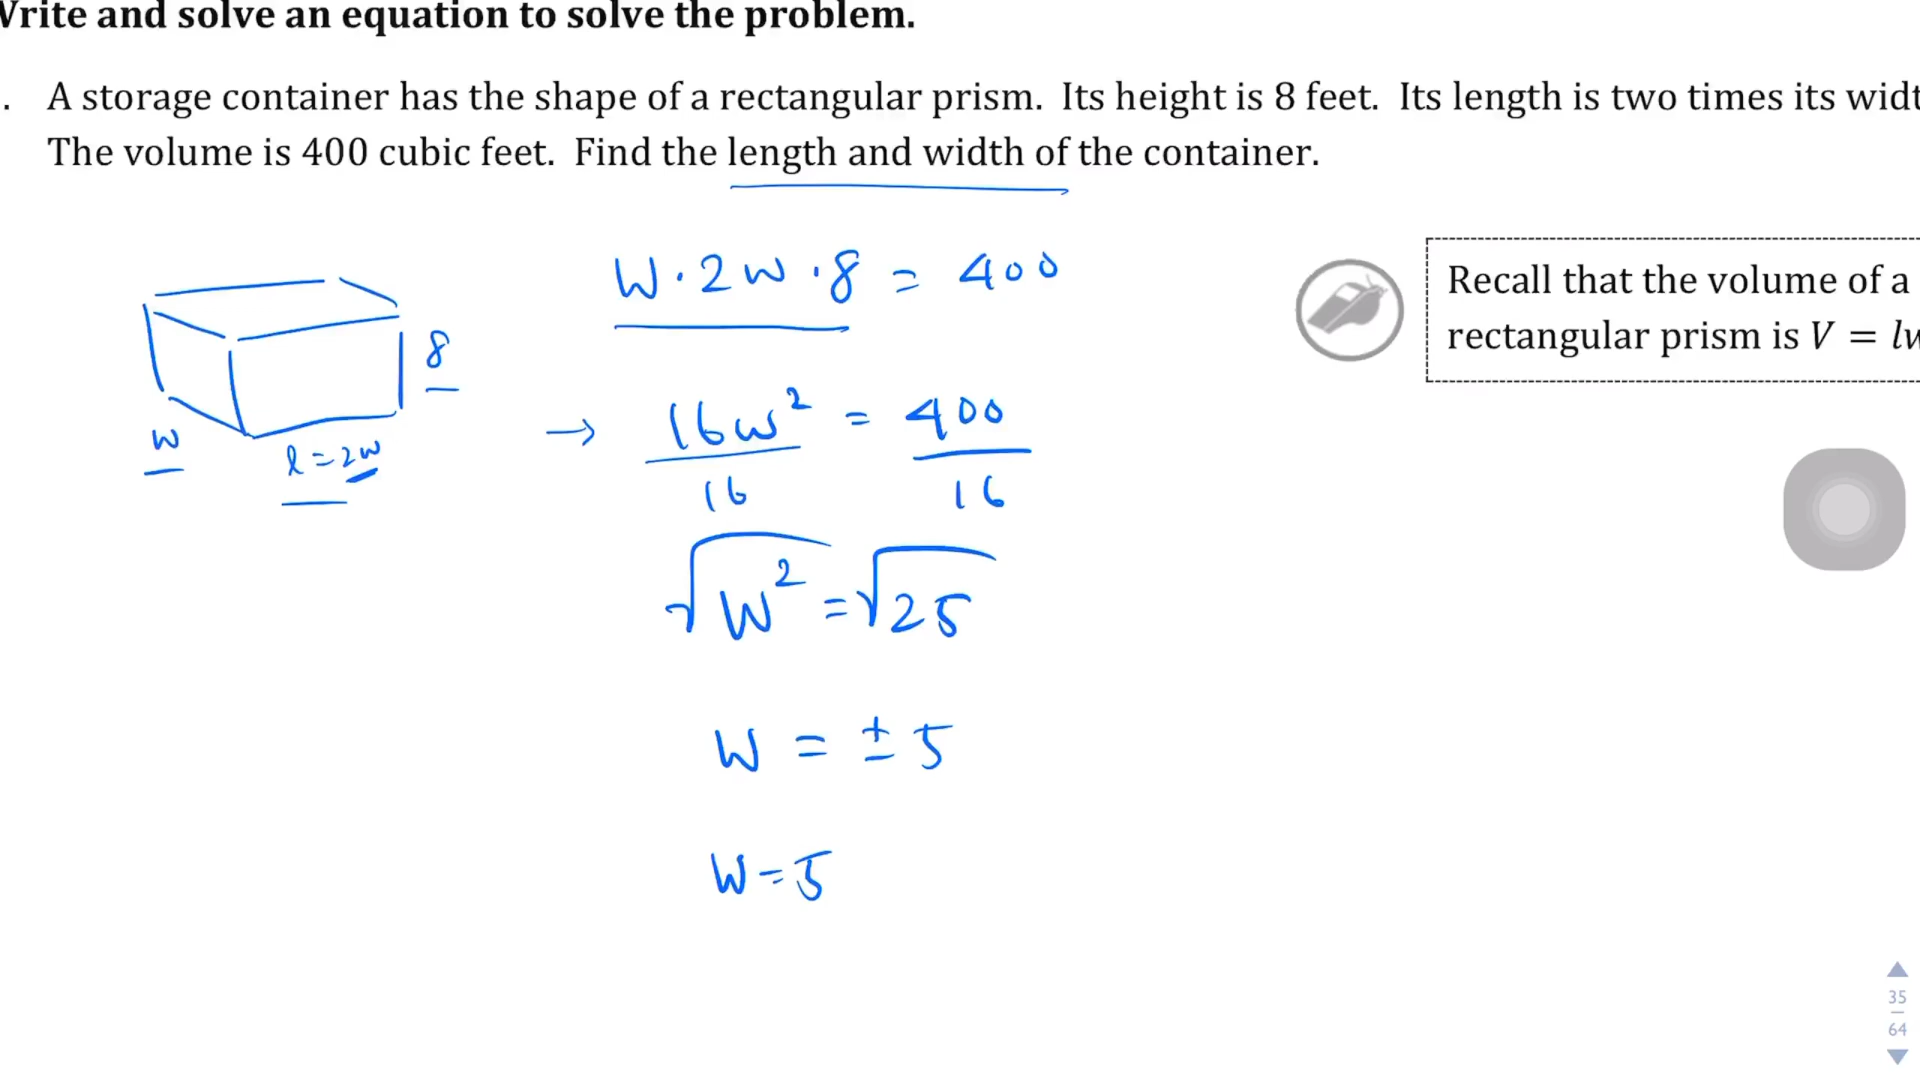 Write and solve an equation to solve the problem.
. A storage container has the shape of a rectangular prism. Its height is 8 feet. Its length is two times its widt
The volume is 400 cubic feet. Find the length and width of the container.
W · 2w · 8 = 400
Recall that the volume of a
rectangular prism is V = lw
8
w
l = 2w
→ 16w² = 400
16 16
√w² = √25
w = ± 5
w = 5
35
64